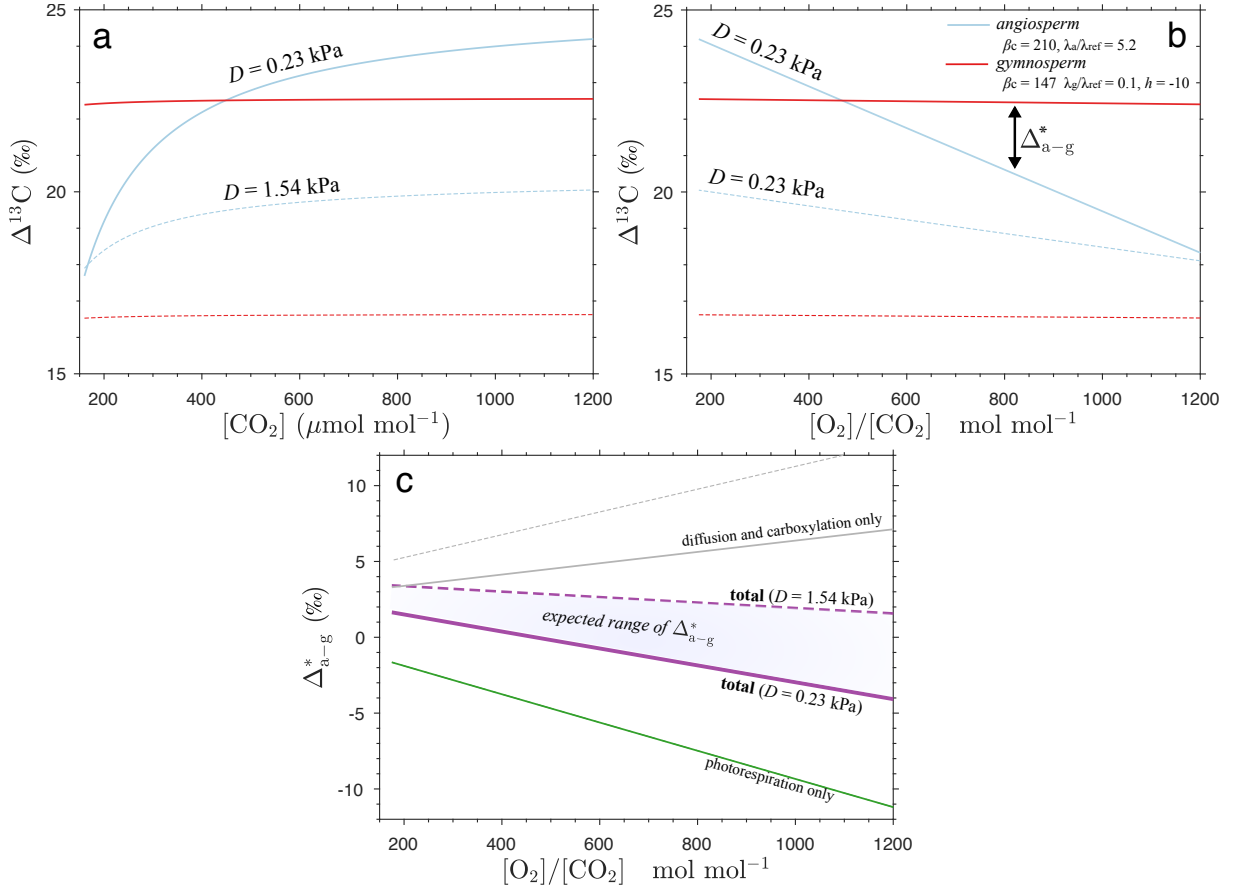 a
25
20
15
Δ¹³C (‰)
D = 0.23 kPa
D = 1.54 kPa
200 400 600 800 1000 1200
[CO₂] (μmol mol⁻¹)
b
25
20
15
Δ¹³C (‰)
angiosperm
βc = 210, λa/λref = 5.2
gymnosperm
βc = 147 λg/λref = 0.1, h = -10
D = 0.23 kPa
Δ*a−g
D = 0.23 kPa
200 400 600 800 1000 1200
[O₂]/[CO₂] mol mol⁻¹
c
10
5
0
-5
-10
Δ*a−g (‰)
diffusion and carboxylation only
total (D = 1.54 kPa)
expected range of Δ*a−g
total (D = 0.23 kPa)
photorespiration only
200 400 600 800 1000 1200
[O₂]/[CO₂] mol mol⁻¹